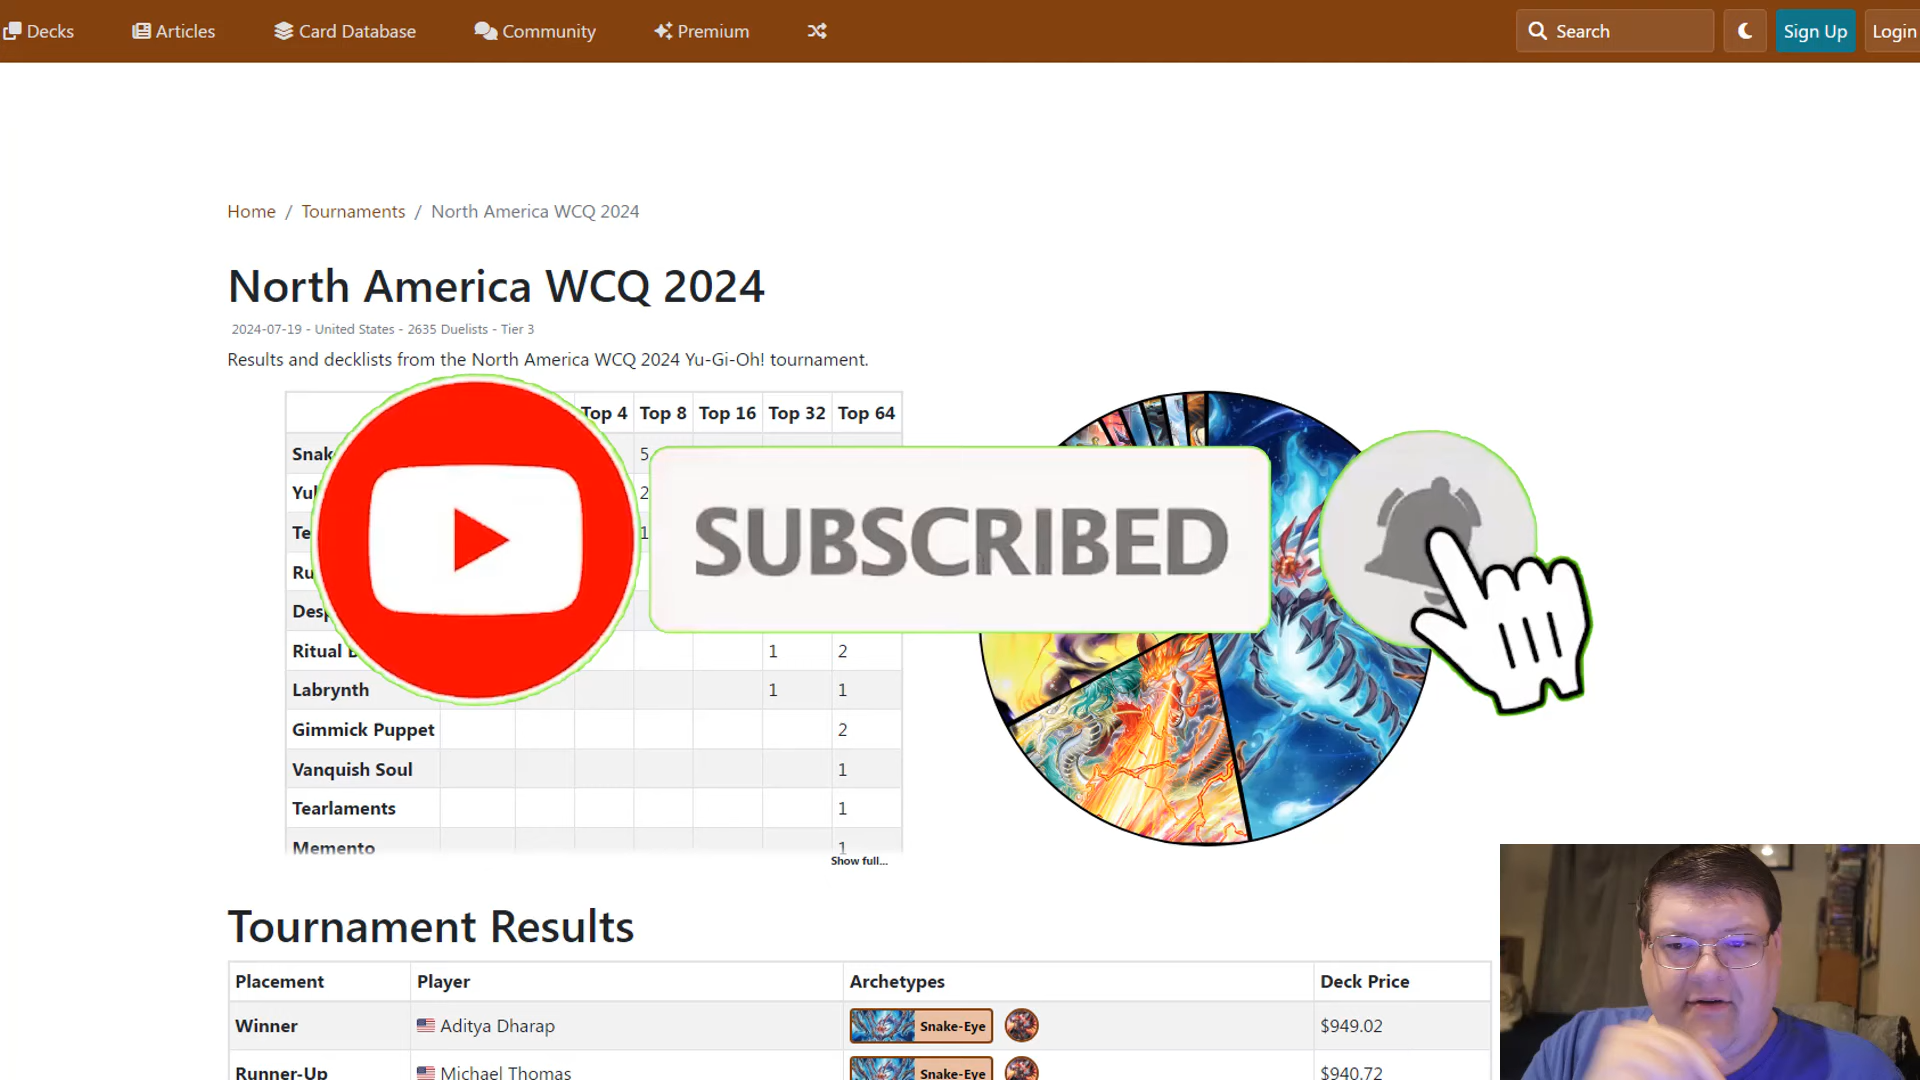 Decks Articles Card Database Community Premium Search Sign Up Login
Home / Tournaments / North America WCQ 2024
North America WCQ 2024
2024-07-19 - United States - 2635 Duelists - Tier 3
Results and decklists from the North America WCQ 2024 Yu-Gi-Oh! tournament.
Top 4 Top 8 Top 16 Top 32 Top 64
Snak 5
Yu 2
Te 1
Ru
Desp
SUBSCRIBED
Ritual 1 2
Labrynth 1 1
Gimmick Puppet 2
Vanquish Soul 1
Tearlaments 1
Memento 1
Show full...
Tournament Results
Placement Player Archetypes Deck Price
Winner Aditya Dharap Snake-Eye $949.02
Runner-Up Michael Thomas Snake-Eye $940.72